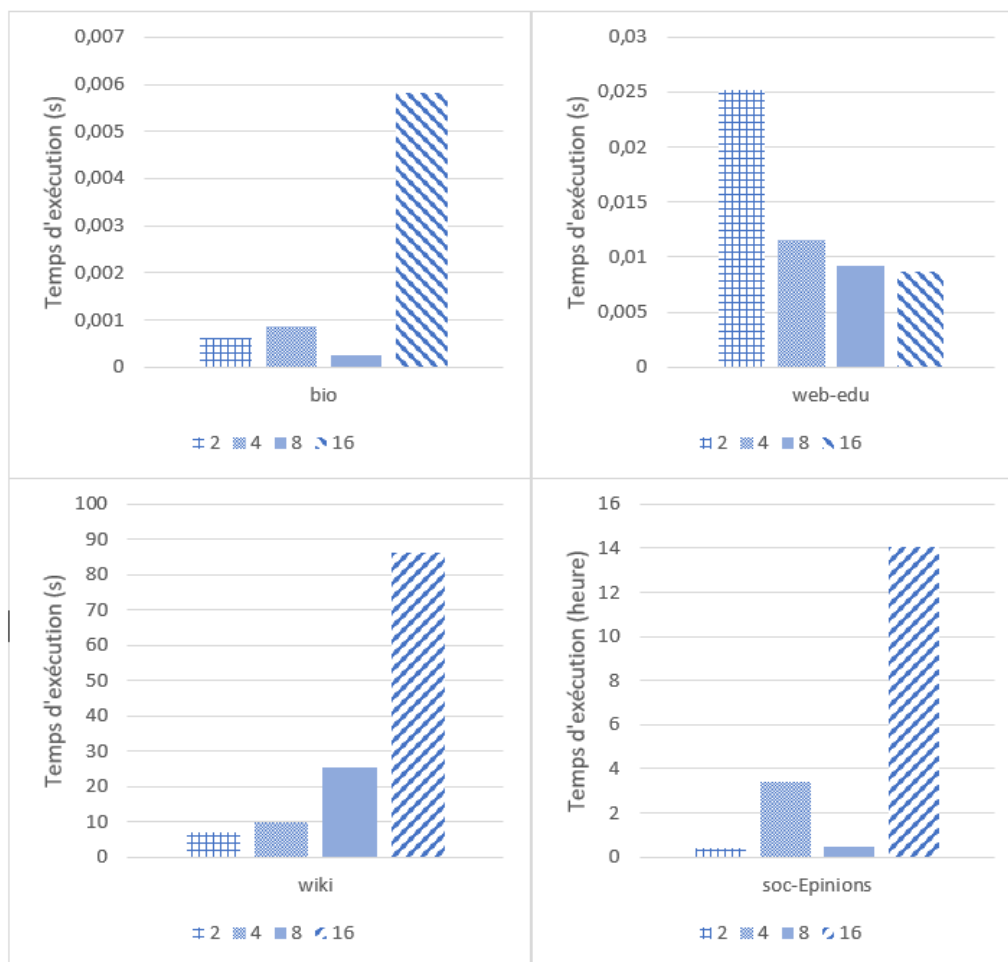 Temps d'exécution (s)
0,007
0,006
0,005
0,004
0,003
0,002
0,001
0
bio
2 4 8 16
Temps d'exécution (s)
0,03
0,025
0,02
0,015
0,01
0,005
0
web-edu
2 4 8 16
Temps d'exécution (s)
100
90
80
70
60
50
40
30
20
10
0
wiki
2 4 8 16
Temps d'exécution (heure)
16
14
12
10
8
6
4
2
0
soc-Epinions
2 4 8 16